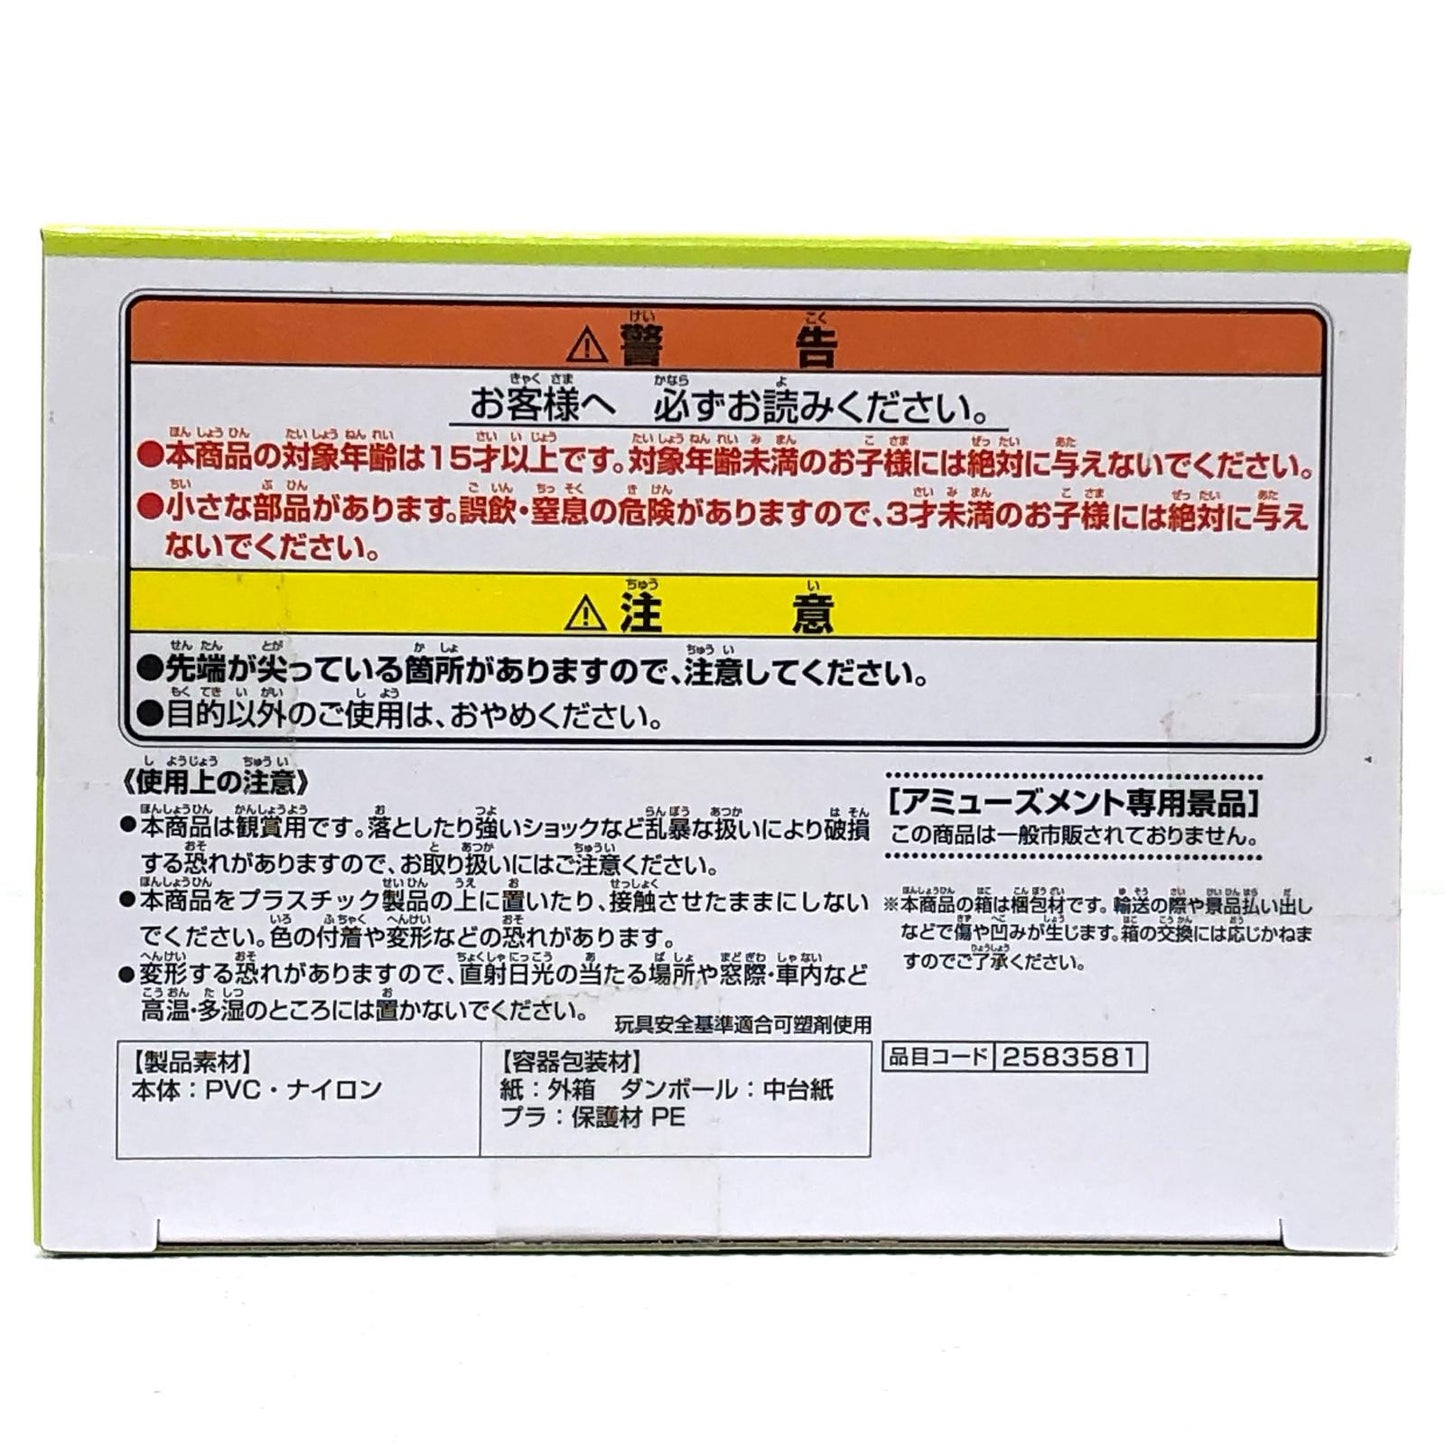 ⚠警告
お客様へ 必ずお読みください。
●本商品の対象年齢は15才以上です。対象年齢未満のお子様には絶対に与えないでください。
●小さな部品があります。誤飲・窒息の危険がありますので、3才未満のお子様には絶対に与え
ないでください。
⚠注意
●先端が尖っている箇所がありますので、注意してください。
●目的以外のご使用は、おやめください。
《使用上の注意》
●本商品は観賞用です。落としたり強いショックなど乱暴な扱いにより破損
する恐れがありますので、お取り扱いにはご注意ください。
●本商品をプラスチック製品の上に置いたり、接触させたままにしない
でください。色の付着や変形などの恐れがあります。
●変形する恐れがありますので、直射日光の当たる場所や窓際・車内など
高温・多湿のところには置かないでください。
玩具安全基準適合可塑剤使用
[アミューズメント専用景品]
この商品は一般市販されておりません。
※本商品の箱は梱包材です。輸送の際や景品払い出し
などで傷や凹みが生じます。箱の交換には応じかねま
すのでご了承ください。
【製品素材】
本体：PVC・ナイロン
【容器包装材】
紙：外箱 ダンボール：中台紙
プラ：保護材 PE
品目コード 2583581